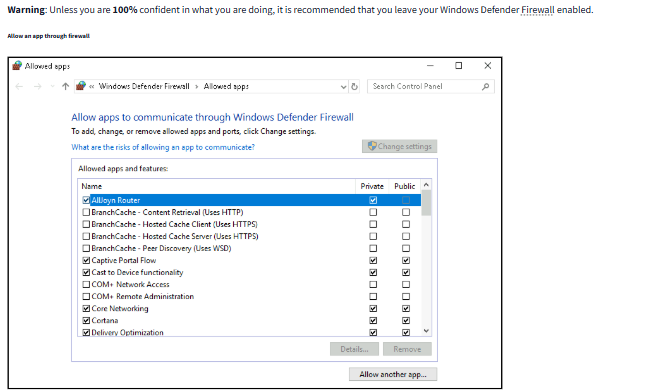 Warning: Unless you are 100% confident in what you are doing, it is recommended that you leave your Windows Defender Firewall enabled.
Allow an app through firewall
Allowed apps
« Windows Defender Firewall › Allowed apps
Search Control Panel
Allow apps to communicate through Windows Defender Firewall
To add, change, or remove allowed apps and ports, click Change settings.
What are the risks of allowing an app to communicate?
Change settings
Allowed apps and features:
Name Private Public
AllJoyn Router
BranchCache - Content Retrieval (Uses HTTP)
BranchCache - Hosted Cache Client (Uses HTTPS)
BranchCache - Hosted Cache Server (Uses HTTPS)
BranchCache - Peer Discovery (Uses WSD)
Captive Portal Flow
Cast to Device functionality
COM+ Network Access
COM+ Remote Administration
Core Networking
Cortana
Delivery Optimization
Details... Remove
Allow another app...